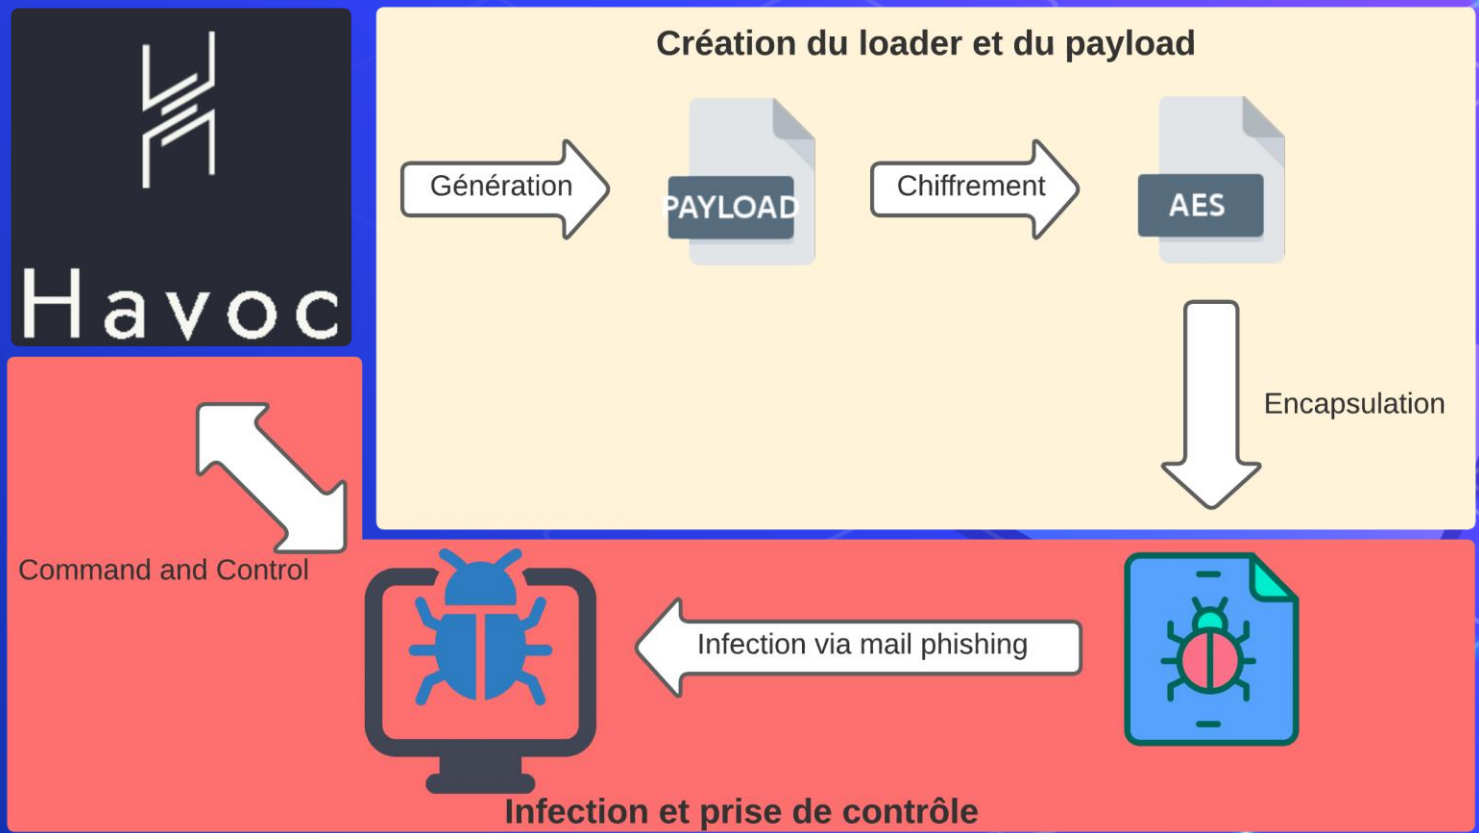 Havoc
Création du loader et du payload
Génération
PAYLOAD
Chiffrement
AES
Encapsulation
Command and Control
Infection via mail phishing
Infection et prise de contrôle